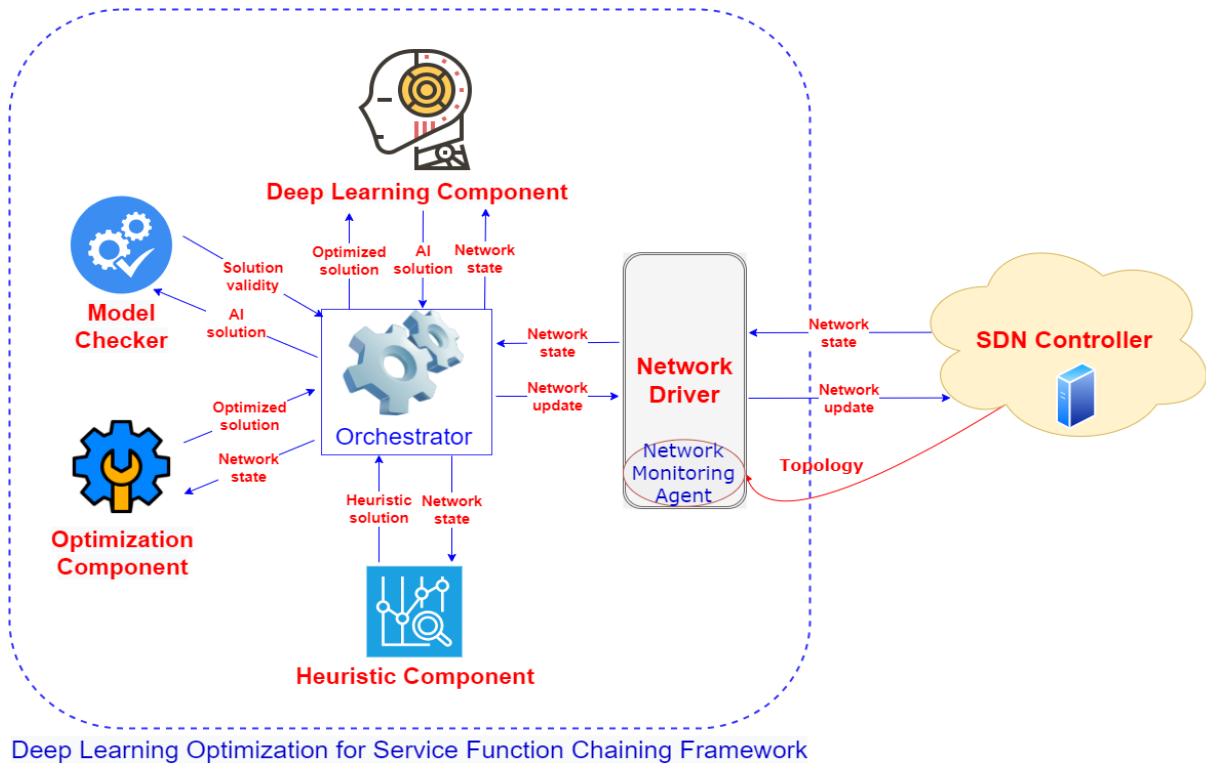 Deep Learning Component
Optimized
solution
AI
solution
Network
state
Solution
validity
Model
Checker
AI
solution
Orchestrator
Network
state
Network
update
Network
Driver
Network
Monitoring
Agent
Network
state
Network
update
SDN Controller
Topology
Optimized
solution
Network
state
Optimization
Component
Heuristic
solution
Network
state
Heuristic Component
Deep Learning Optimization for Service Function Chaining Framework